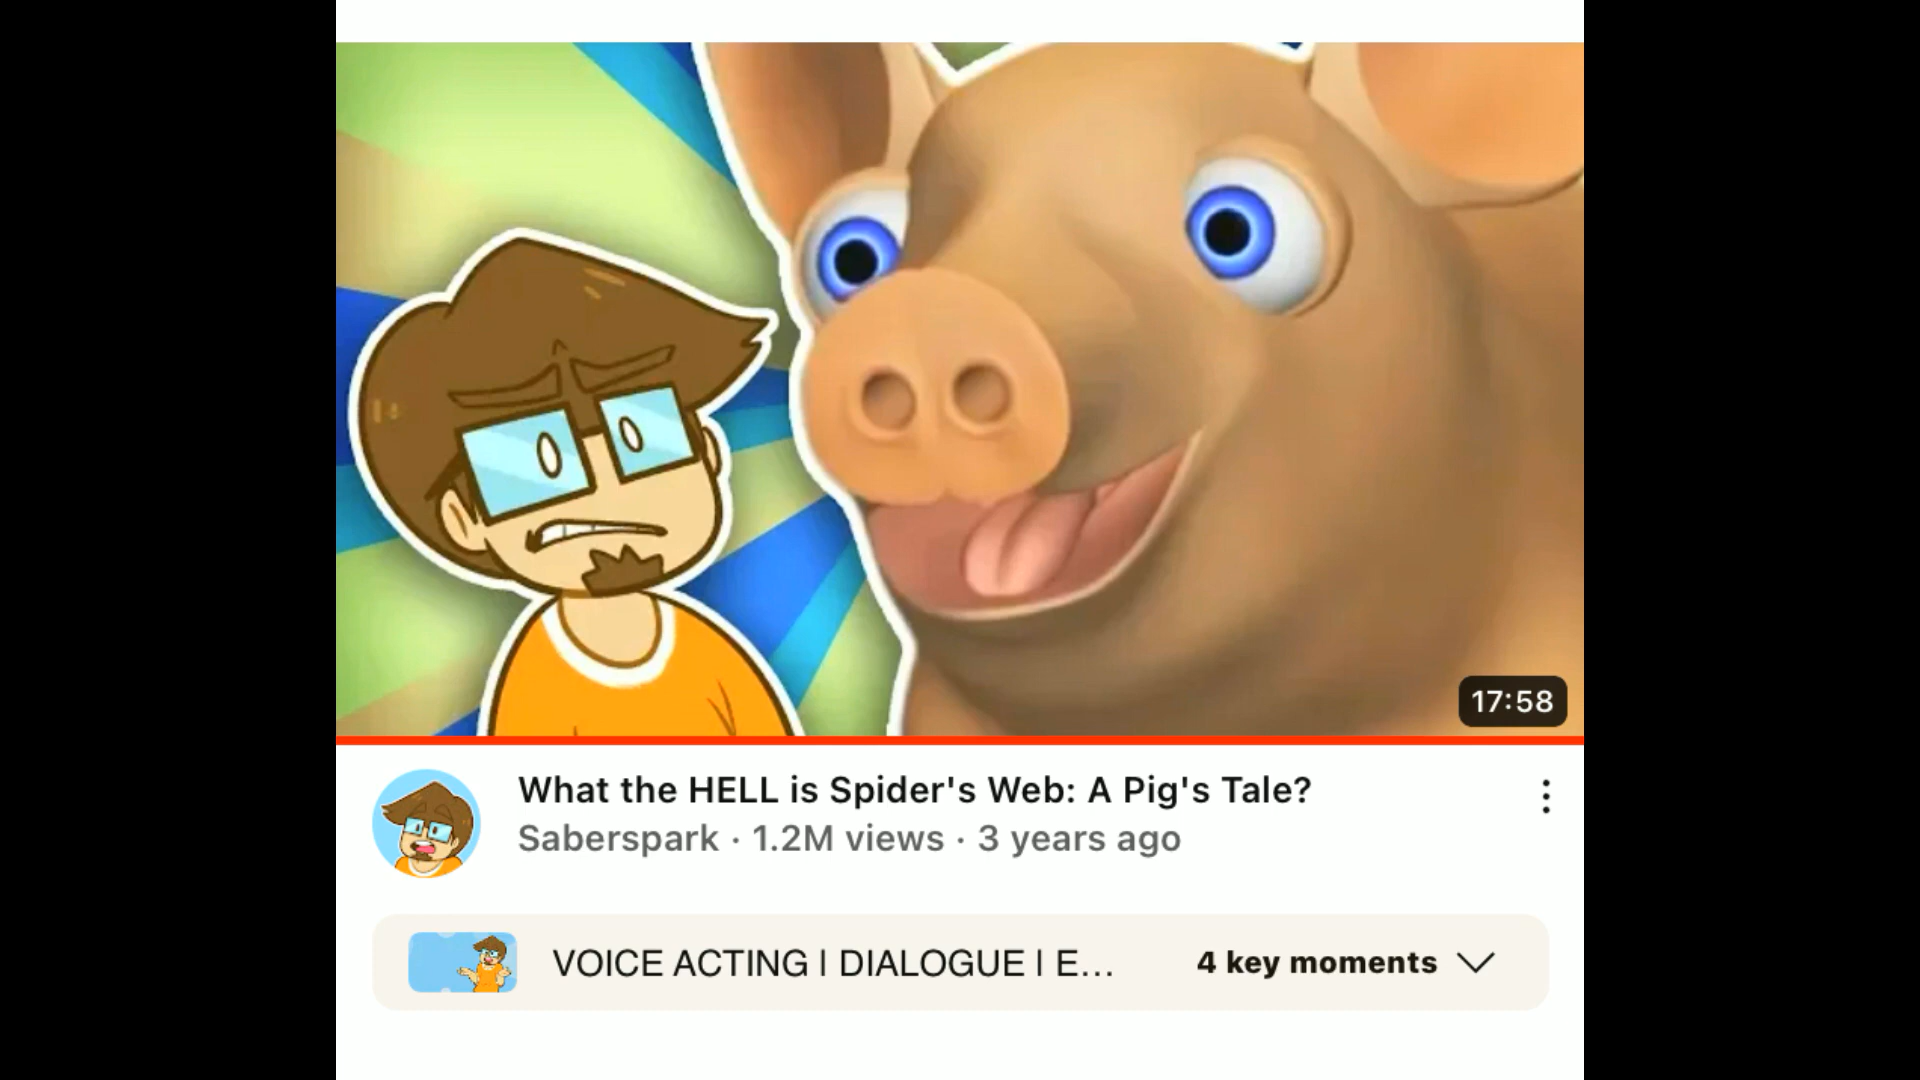 17:58
What the HELL is Spider's Web: A Pig's Tale?
Saberspark · 1.2M views · 3 years ago
VOICE ACTING | DIALOGUE | E... 4 key moments